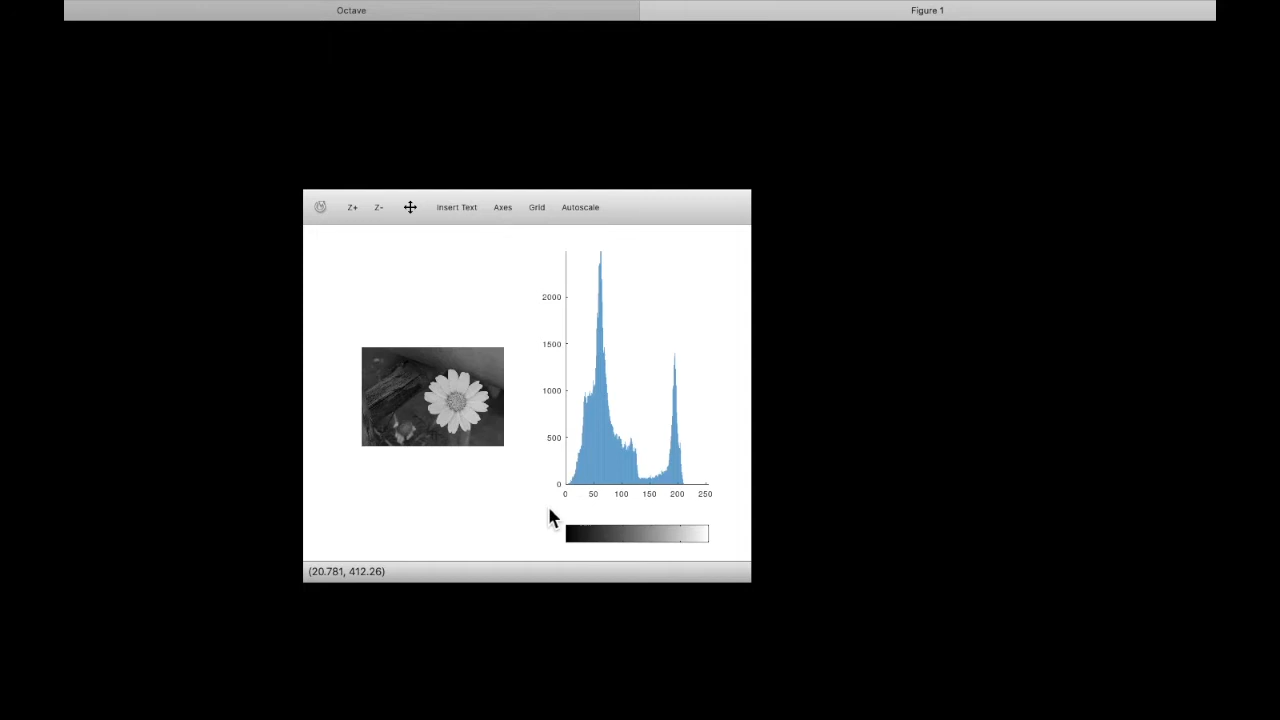 Octave Figure 1
Z+ Z- Insert Text Axes Grid Autoscale
2000
1500
1000
500
0
0 50 100 150 200 250
(20.781, 412.26)